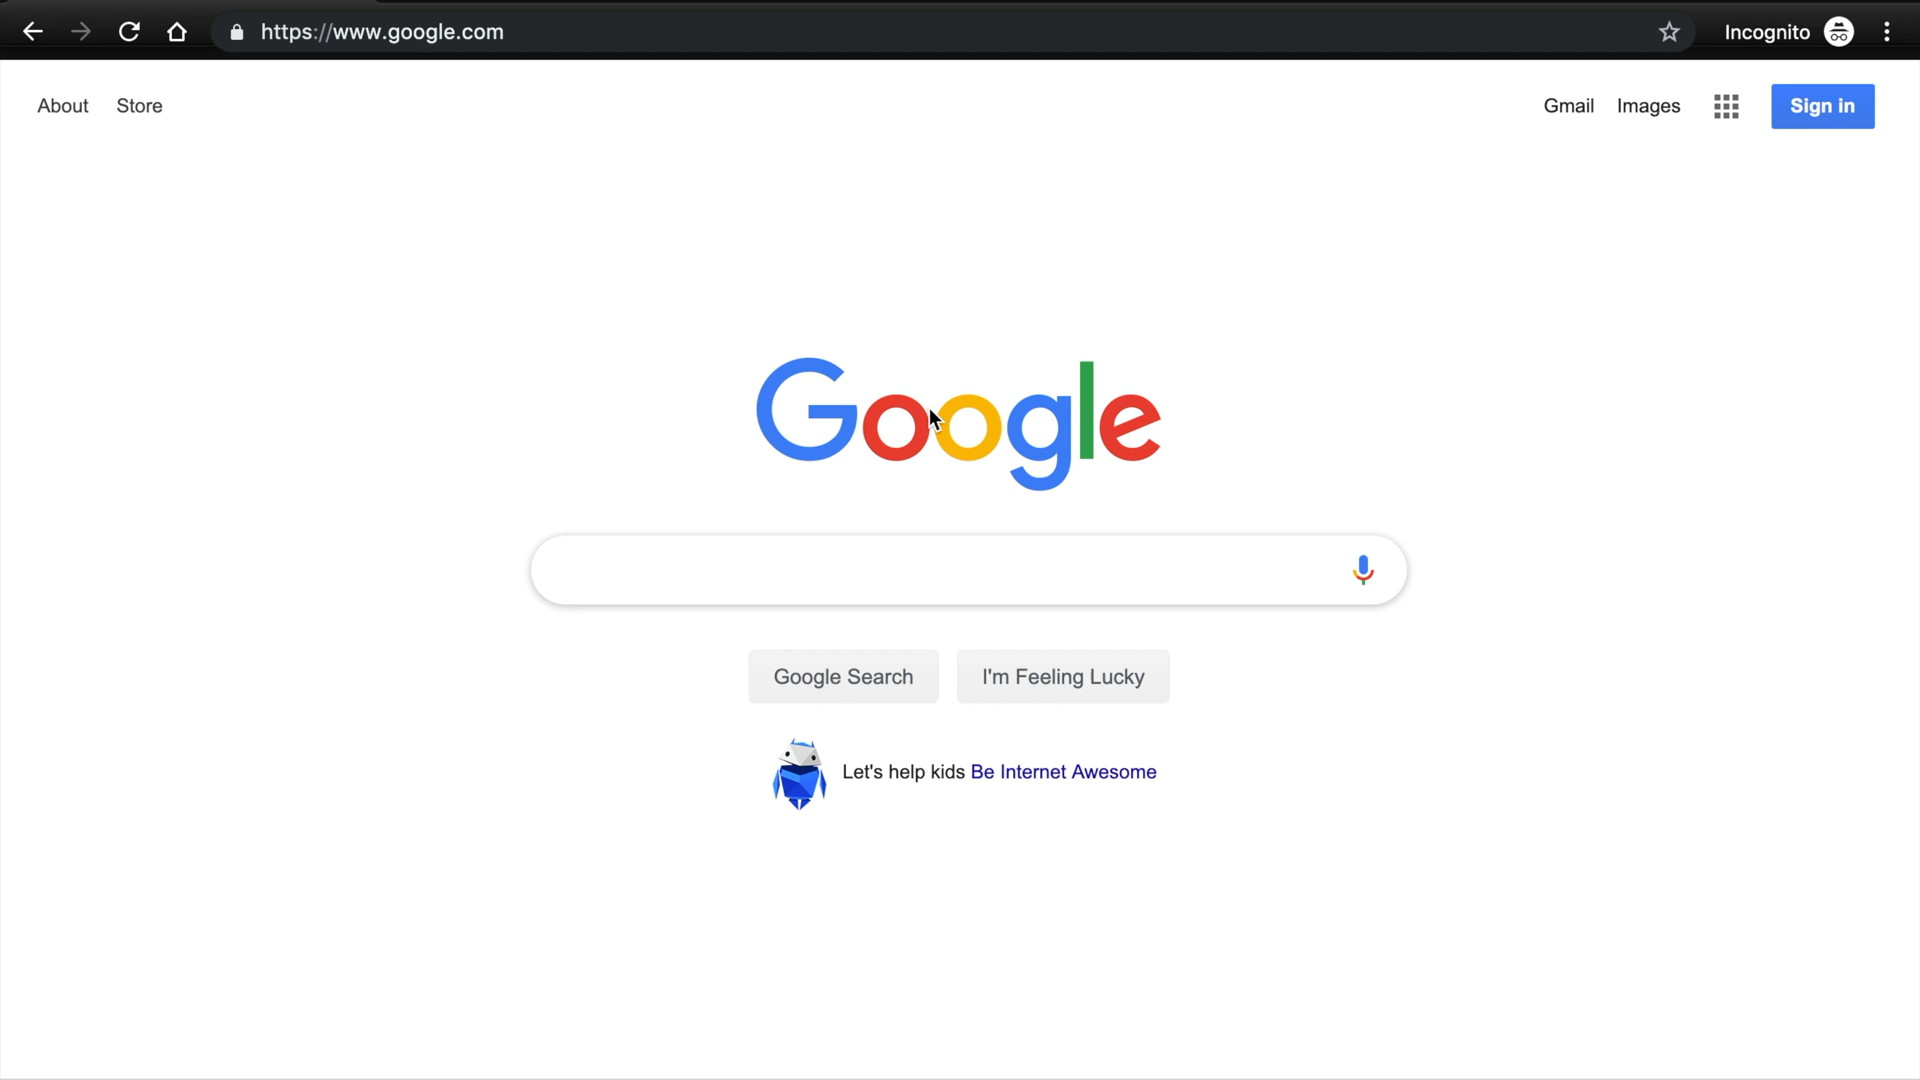 https://www.google.com
Incognito
About Store
Gmail Images
Sign in
Google
Google Search
I'm Feeling Lucky
Let's help kids Be Internet Awesome